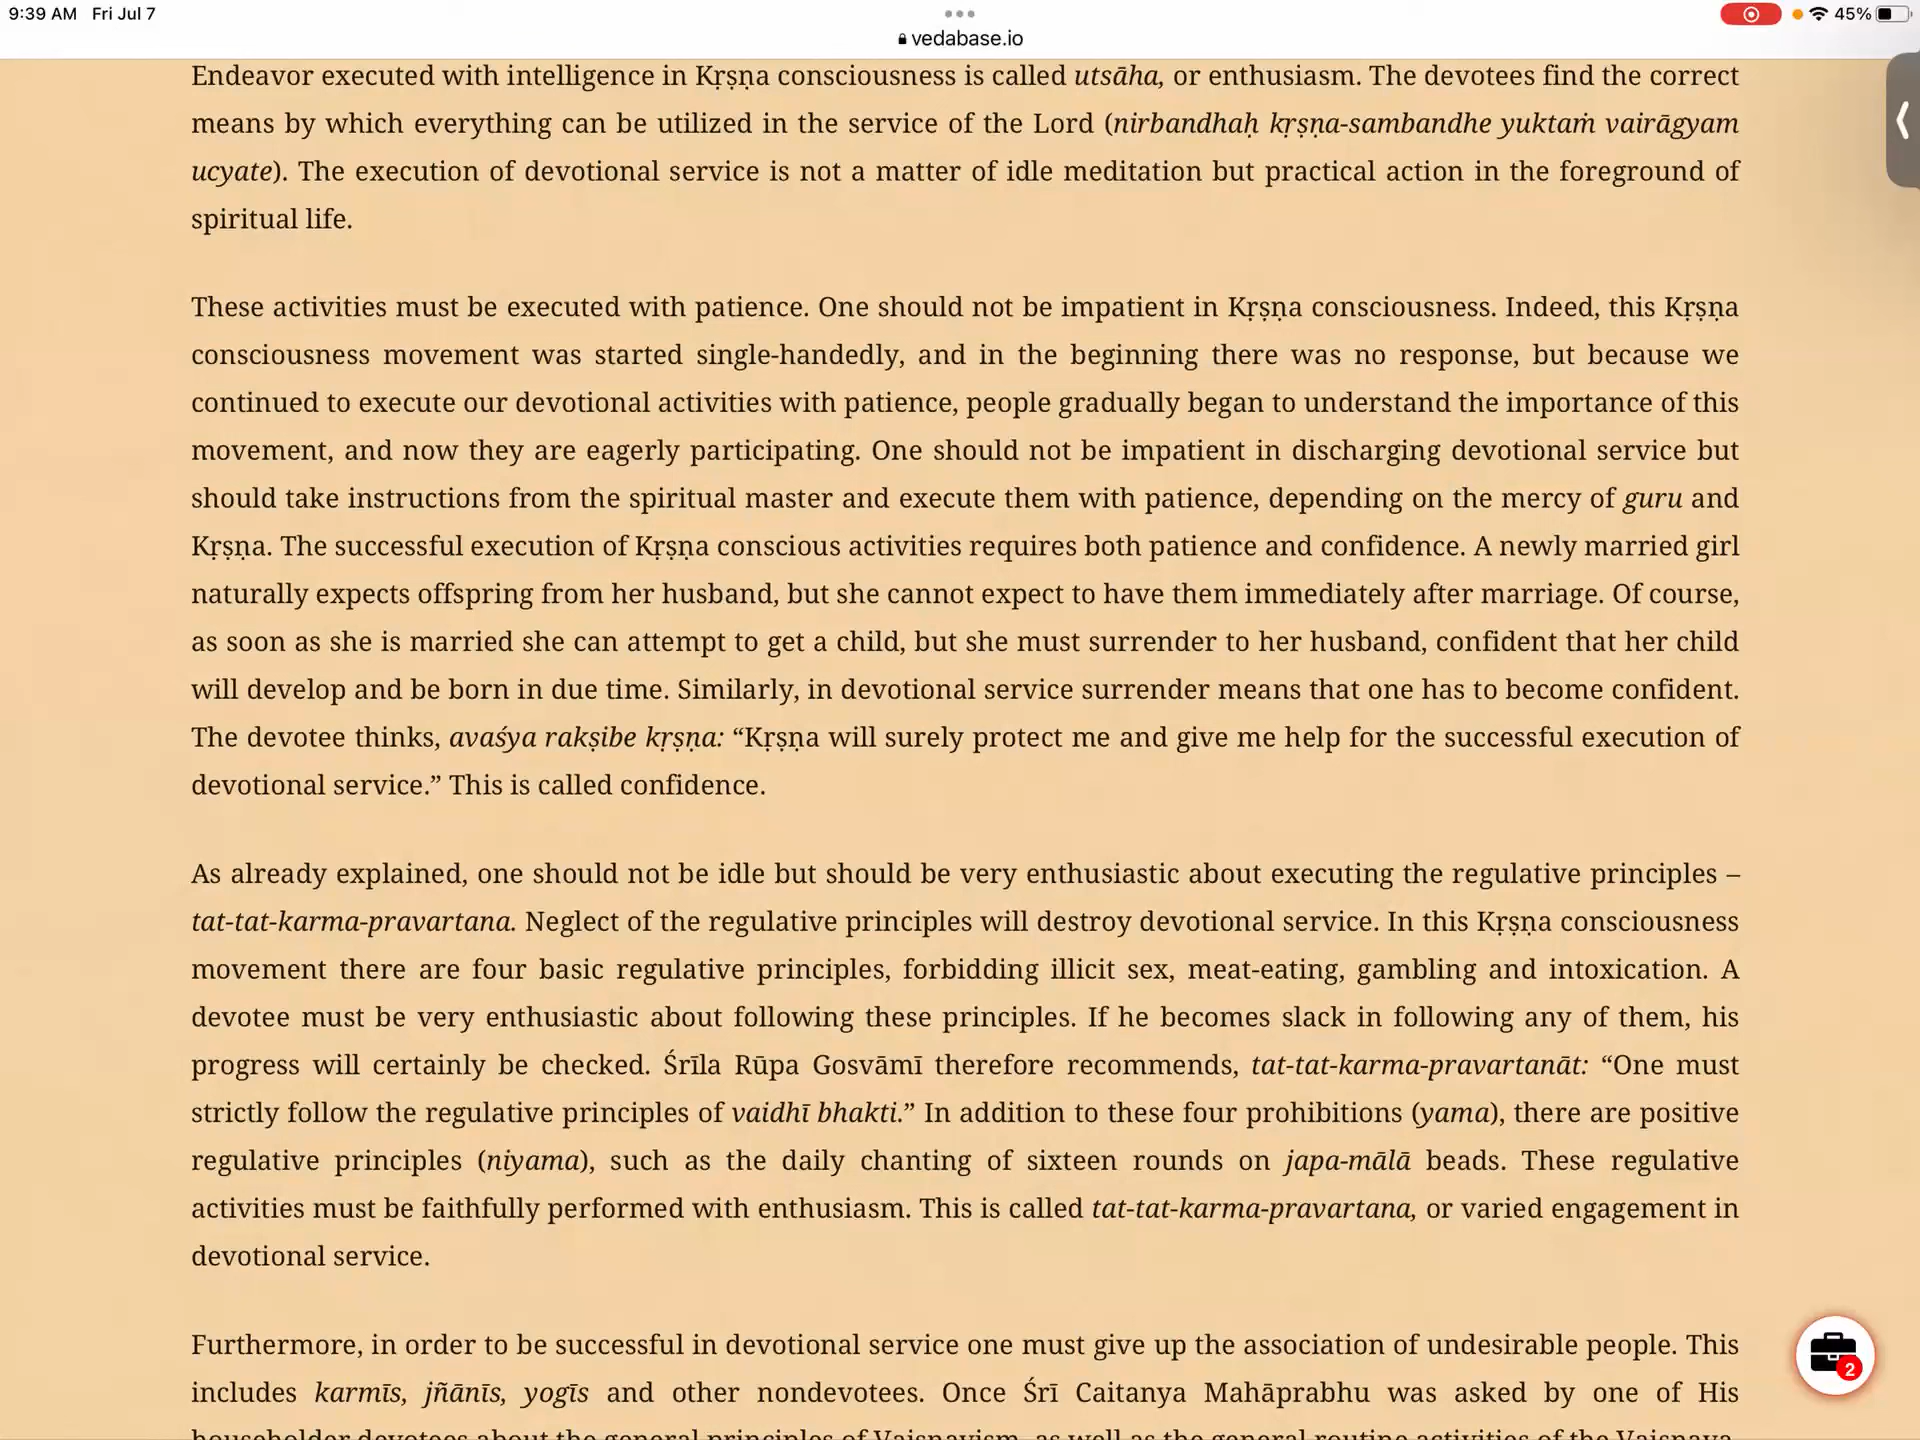 9:39 AM Fri Jul 7
45%
vedabase.io
Endeavor executed with intelligence in Kṛṣṇa consciousness is called utsāha, or enthusiasm. The devotees find the correct
means by which everything can be utilized in the service of the Lord (nirbandhaḥ kṛṣṇa-sambandhe yuktaṁ vairāgyam
ucyate). The execution of devotional service is not a matter of idle meditation but practical action in the foreground of
spiritual life.
These activities must be executed with patience. One should not be impatient in Kṛṣṇa consciousness. Indeed, this Kṛṣṇa
consciousness movement was started single-handedly, and in the beginning there was no response, but because we
continued to execute our devotional activities with patience, people gradually began to understand the importance of this
movement, and now they are eagerly participating. One should not be impatient in discharging devotional service but
should take instructions from the spiritual master and execute them with patience, depending on the mercy of guru and
Kṛṣṇa. The successful execution of Kṛṣṇa conscious activities requires both patience and confidence. A newly married girl
naturally expects offspring from her husband, but she cannot expect to have them immediately after marriage. Of course,
as soon as she is married she can attempt to get a child, but she must surrender to her husband, confident that her child
will develop and be born in due time. Similarly, in devotional service surrender means that one has to become confident.
The devotee thinks, avaśya rakṣibe kṛṣṇa: “Kṛṣṇa will surely protect me and give me help for the successful execution of
devotional service.” This is called confidence.
As already explained, one should not be idle but should be very enthusiastic about executing the regulative principles –
tat-tat-karma-pravartana. Neglect of the regulative principles will destroy devotional service. In this Kṛṣṇa consciousness
movement there are four basic regulative principles, forbidding illicit sex, meat-eating, gambling and intoxication. A
devotee must be very enthusiastic about following these principles. If he becomes slack in following any of them, his
progress will certainly be checked. Śrīla Rūpa Gosvāmī therefore recommends, tat-tat-karma-pravartanāt: “One must
strictly follow the regulative principles of vaidhī bhakti.” In addition to these four prohibitions (yama), there are positive
regulative principles (niyama), such as the daily chanting of sixteen rounds on japa-mālā beads. These regulative
activities must be faithfully performed with enthusiasm. This is called tat-tat-karma-pravartana, or varied engagement in
devotional service.
Furthermore, in order to be successful in devotional service one must give up the association of undesirable people. This
includes karmīs, jñānīs, yogīs and other nondevotees. Once Śrī Caitanya Mahāprabhu was asked by one of His
householder devotees about the general principles of Vaiṣṇavism, as well as the general routine activities of the Vaiṣṇava,
2